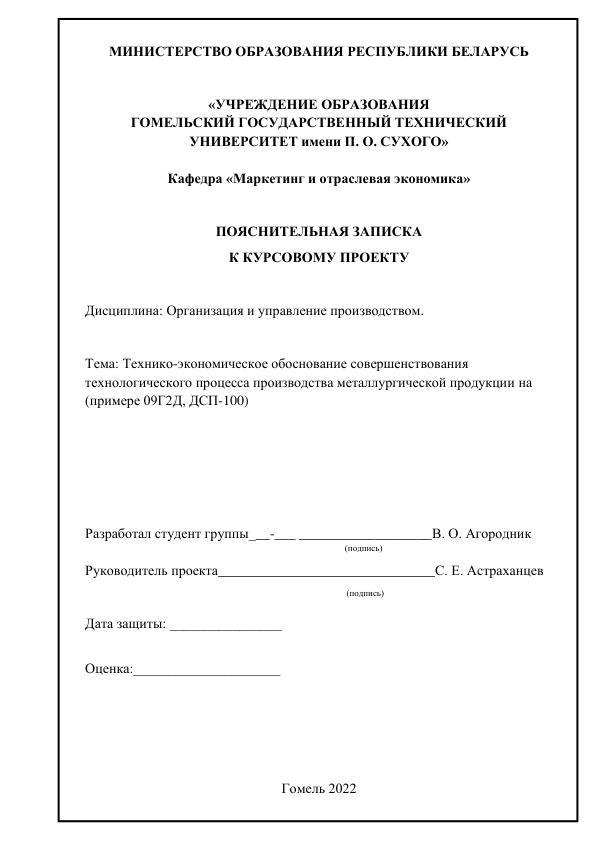 МИНИСТЕРСТВО ОБРАЗОВАНИЯ РЕСПУБЛИКИ БЕЛАРУСЬ
«УЧРЕЖДЕНИЕ ОБРАЗОВАНИЯ
ГОМЕЛЬСКИЙ ГОСУДАРСТВЕННЫЙ ТЕХНИЧЕСКИЙ
УНИВЕРСИТЕТ имени П. О. СУХОГО»
Кафедра «Маркетинг и отраслевая экономика»
ПОЯСНИТЕЛЬНАЯ ЗАПИСКА
К КУРСОВОМУ ПРОЕКТУ
Дисциплина: Организация и управление производством.
Тема: Технико-экономическое обоснование совершенствования
технологического процесса производства металлургической продукции на
(примере 09Г2Д, ДСП-100)
Разработал студент группы___-___ ___________________В. О. Агородник
(подпись)
Руководитель проекта_______________________________С. Е. Астраханцев
(подпись)
Дата защиты: ________________
Оценка:_____________________
Гомель 2022